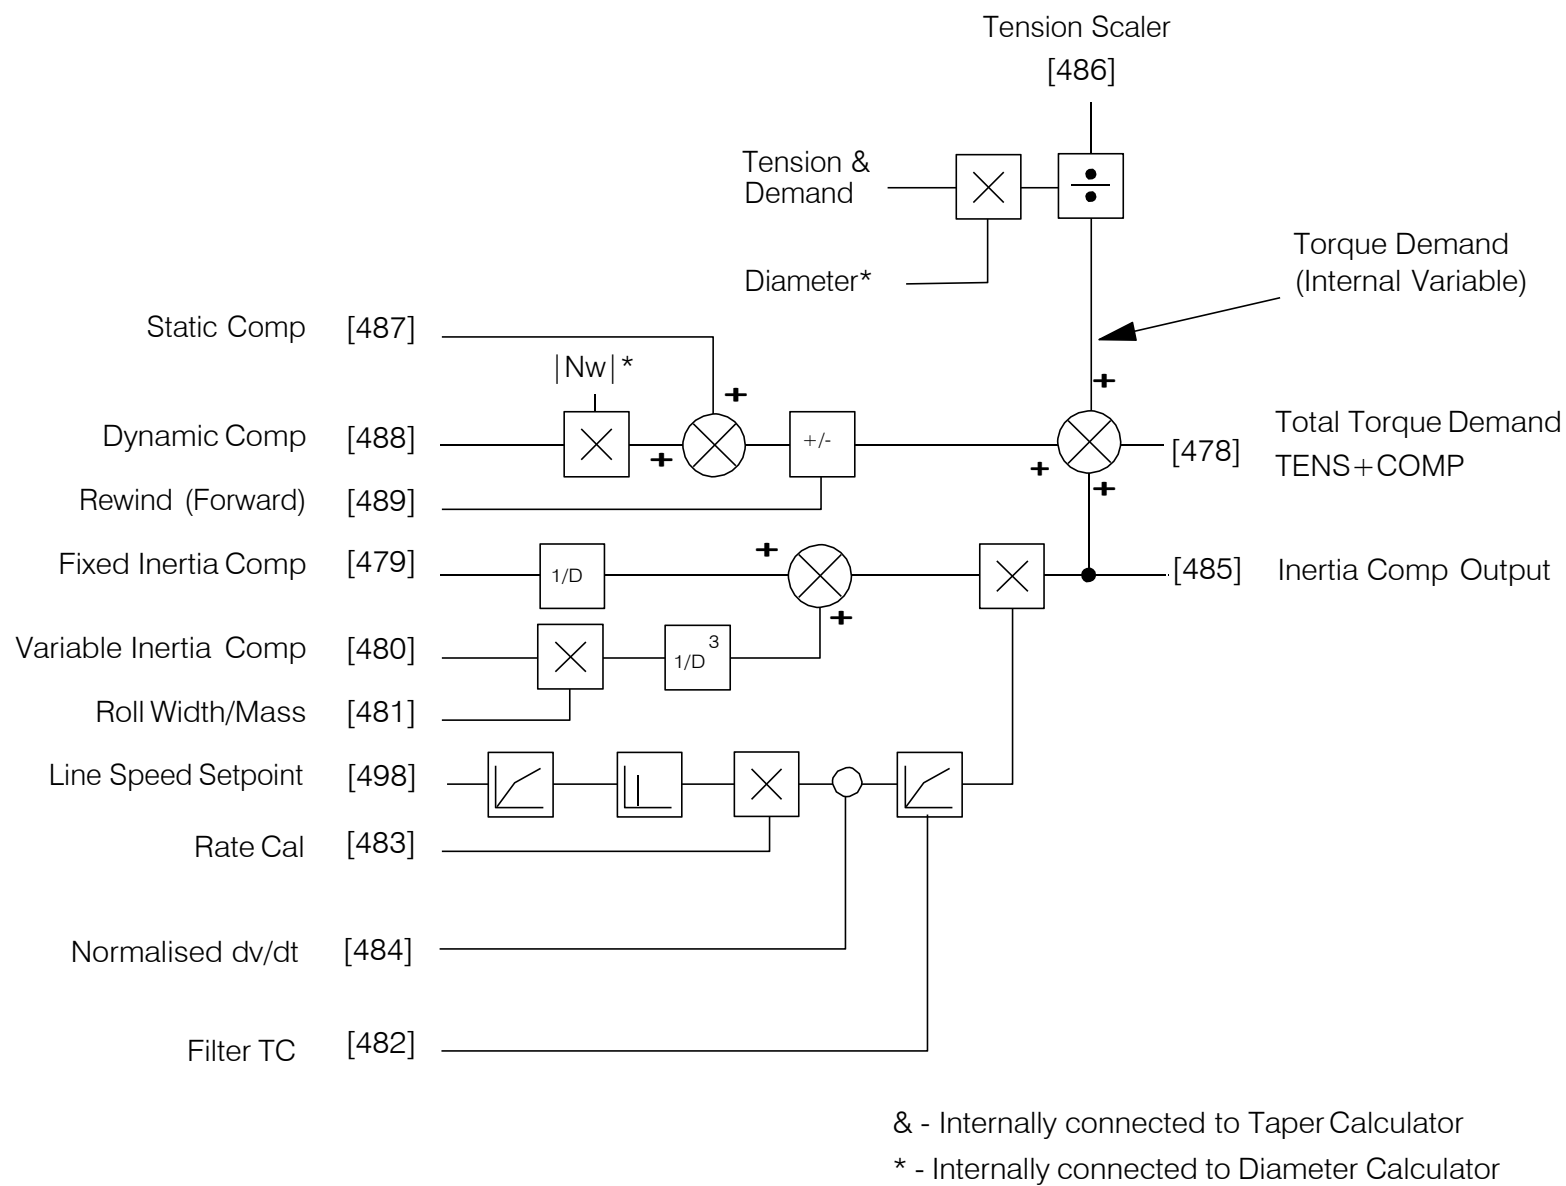 Tension Scaler
[486]
Tension &
Demand
Diameter*
Torque Demand
(Internal Variable)
Static Comp [487]
|Nw|*
+
+
Dynamic Comp [488]
+
+/-
+
[478]
Total Torque Demand
TENS+COMP
+
Rewind (Forward) [489]
Fixed Inertia Comp [479]
1/D
+
+
[485] Inertia Comp Output
Variable Inertia Comp [480]
1/D 3
Roll Width/Mass [481]
Line Speed Setpoint [498]
Rate Cal [483]
Normalised dv/dt [484]
Filter TC [482]
& - Internally connected to Taper Calculator
* - Internally connected to Diameter Calculator